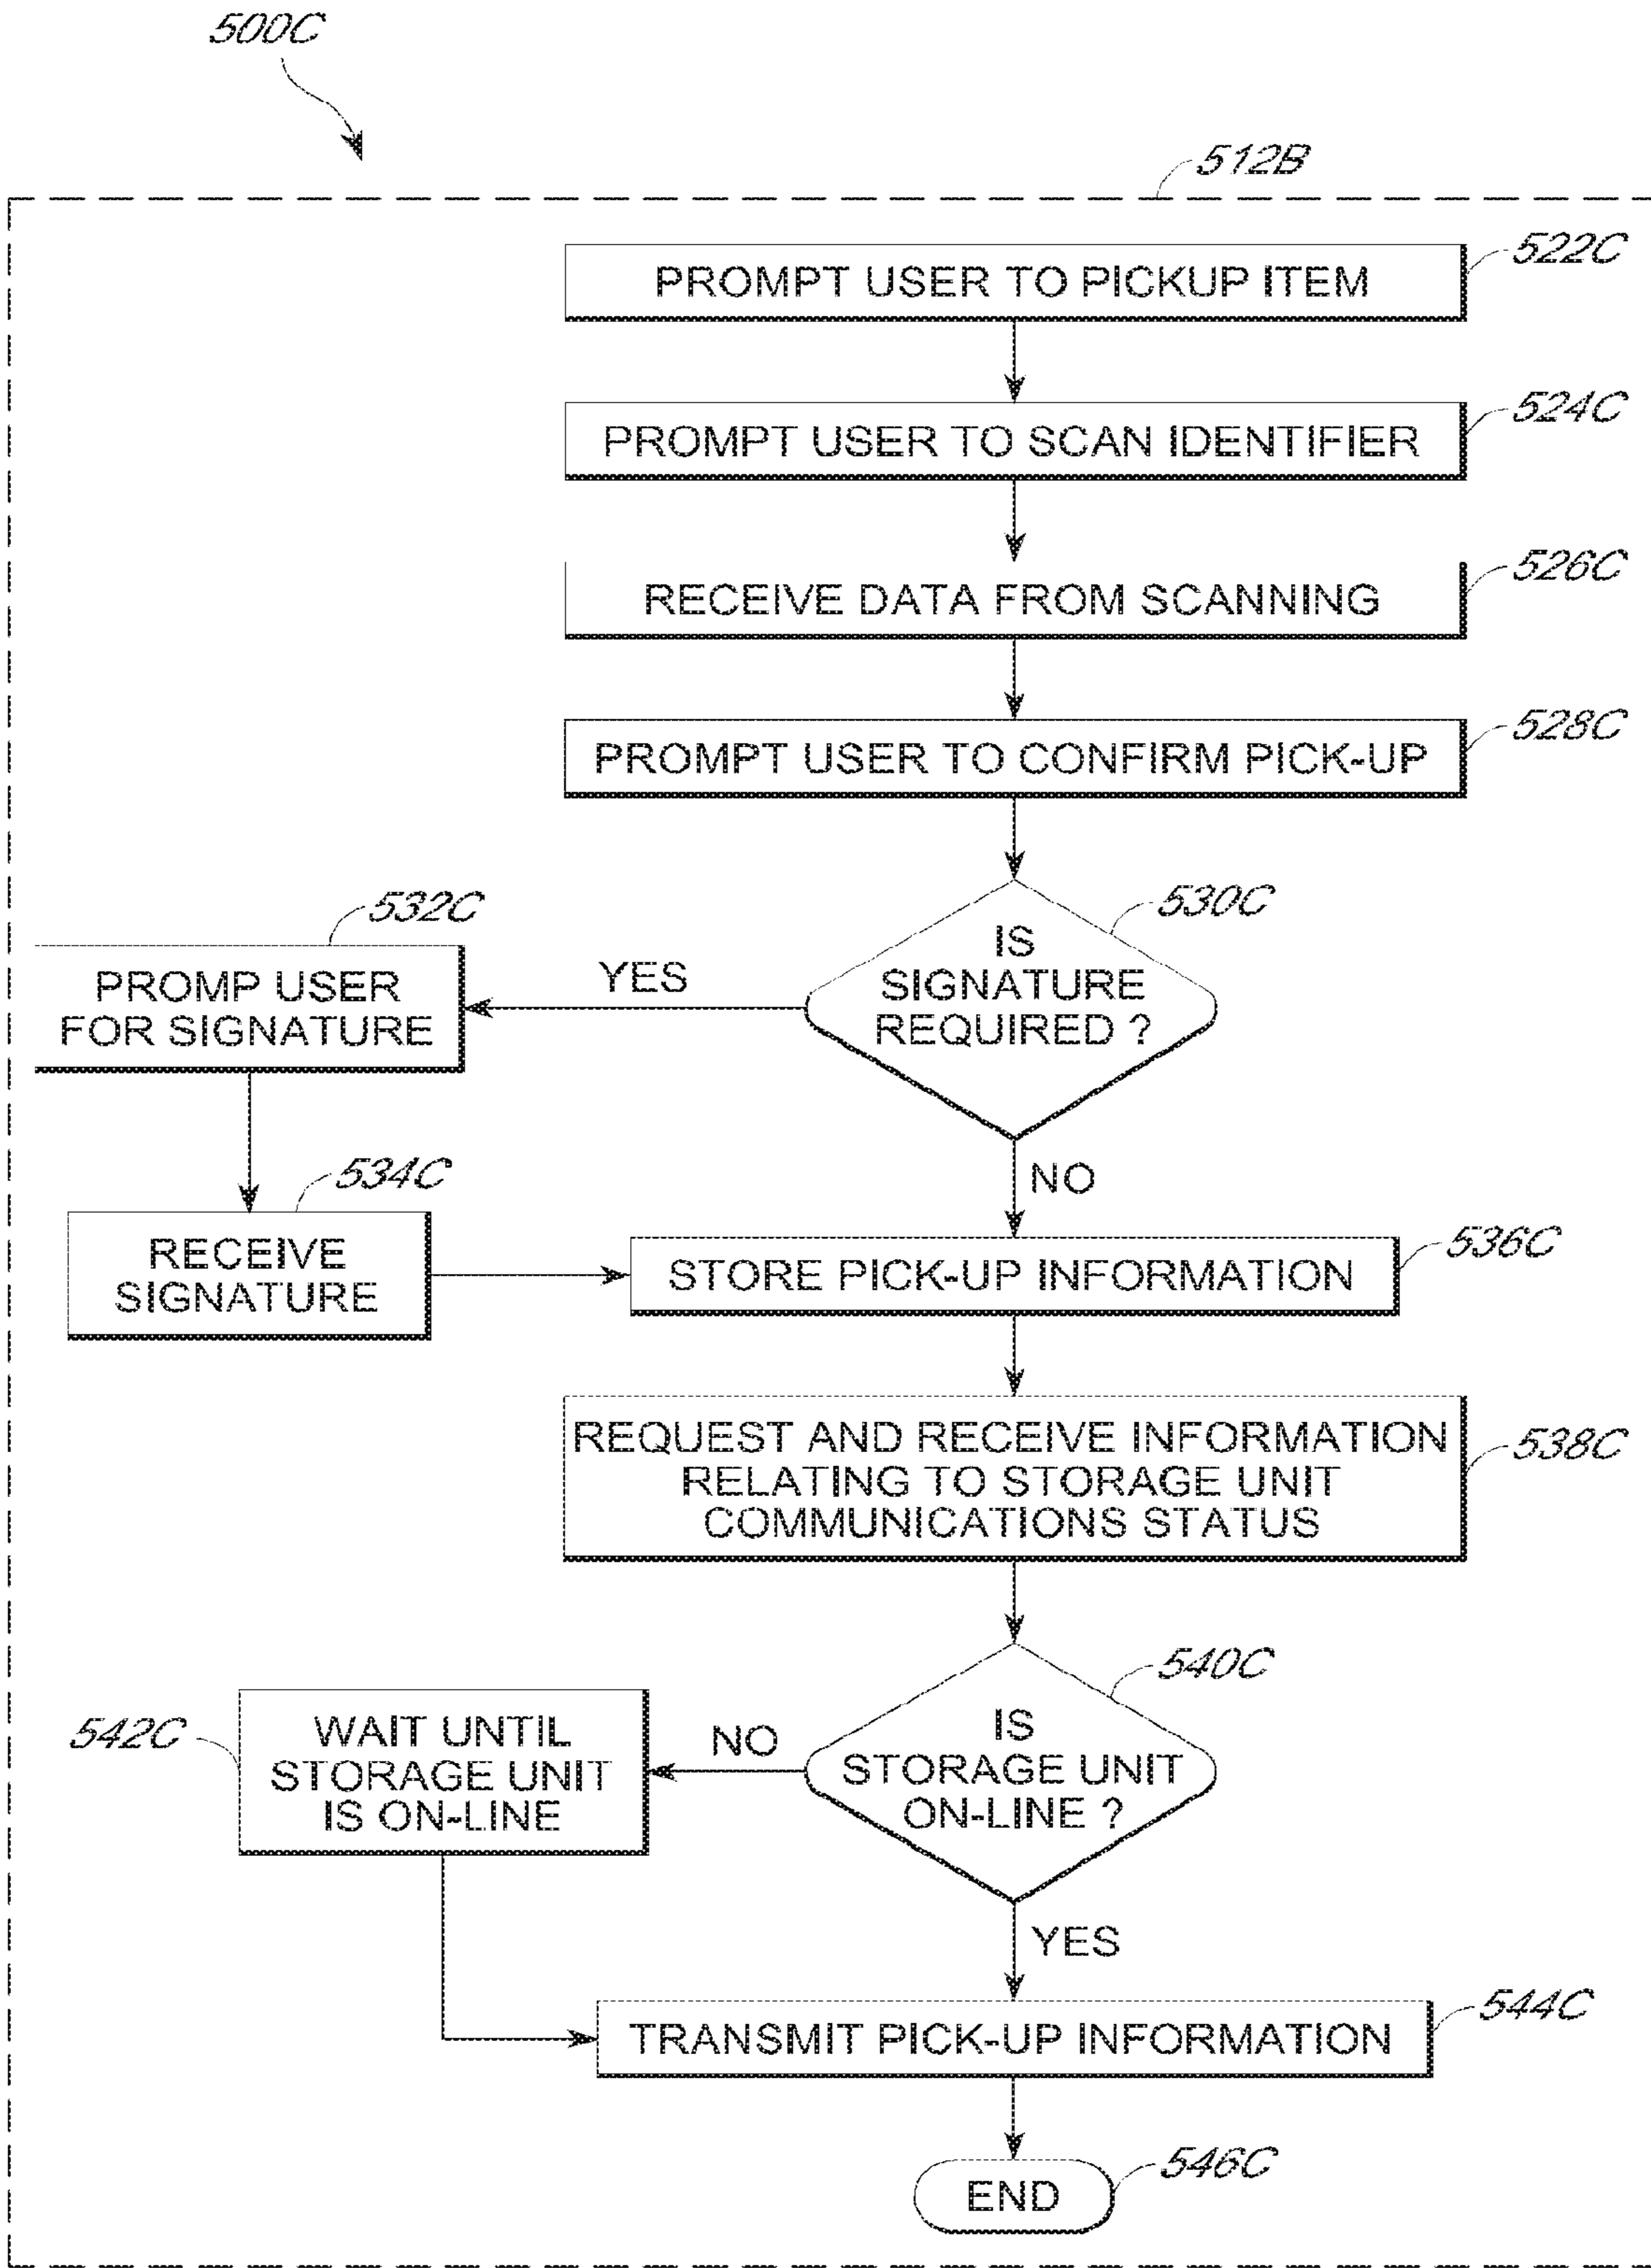 500C
512B
PROMPT USER TO PICKUP ITEM
522C
PROMPT USER TO SCAN IDENTIFIER
524C
RECEIVE DATA FROM SCANNING
526C
PROMPT USER TO CONFIRM PICK-UP
528C
530C
IS
SIGNATURE
REQUIRED ?
YES
532C
PROMP USER
FOR SIGNATURE
NO
534C
RECEIVE
SIGNATURE
STORE PICK-UP INFORMATION
536C
REQUEST AND RECEIVE INFORMATION
RELATING TO STORAGE UNIT
COMMUNICATIONS STATUS
538C
540C
IS
STORAGE UNIT
ON-LINE ?
NO
542C
WAIT UNTIL
STORAGE UNIT
IS ON-LINE
YES
TRANSMIT PICK-UP INFORMATION
544C
END
546C